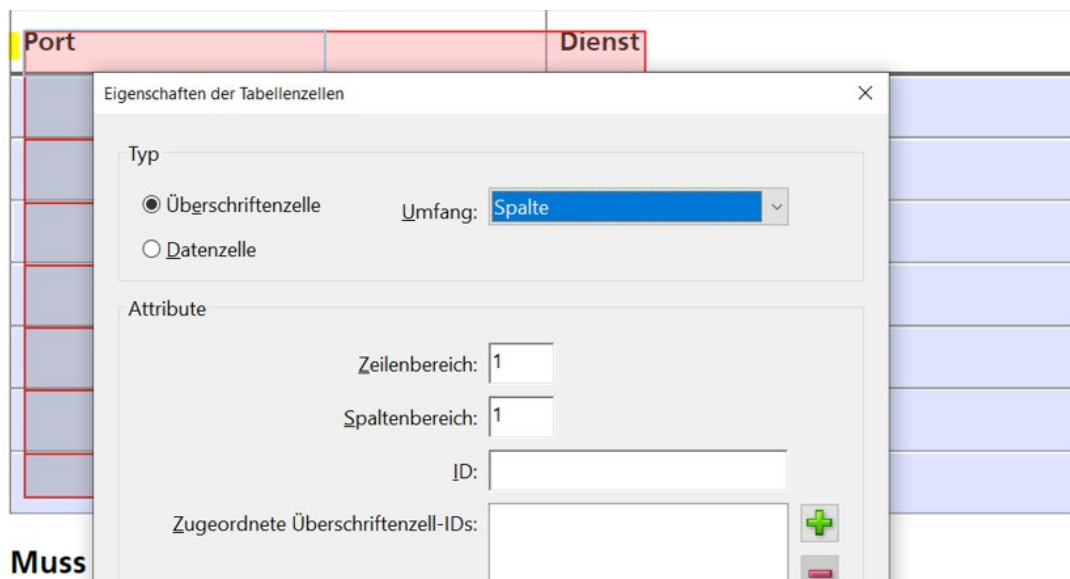 Port Dienst
Eigenschaften der Tabellenzellen
Typ
Überschriftenzelle
Umfang: Spalte
Datenzelle
Attribute
Zeilenbereich: 1
Spaltenbereich: 1
ID:
Zugeordnete Überschriftenzell-IDs:
Muss